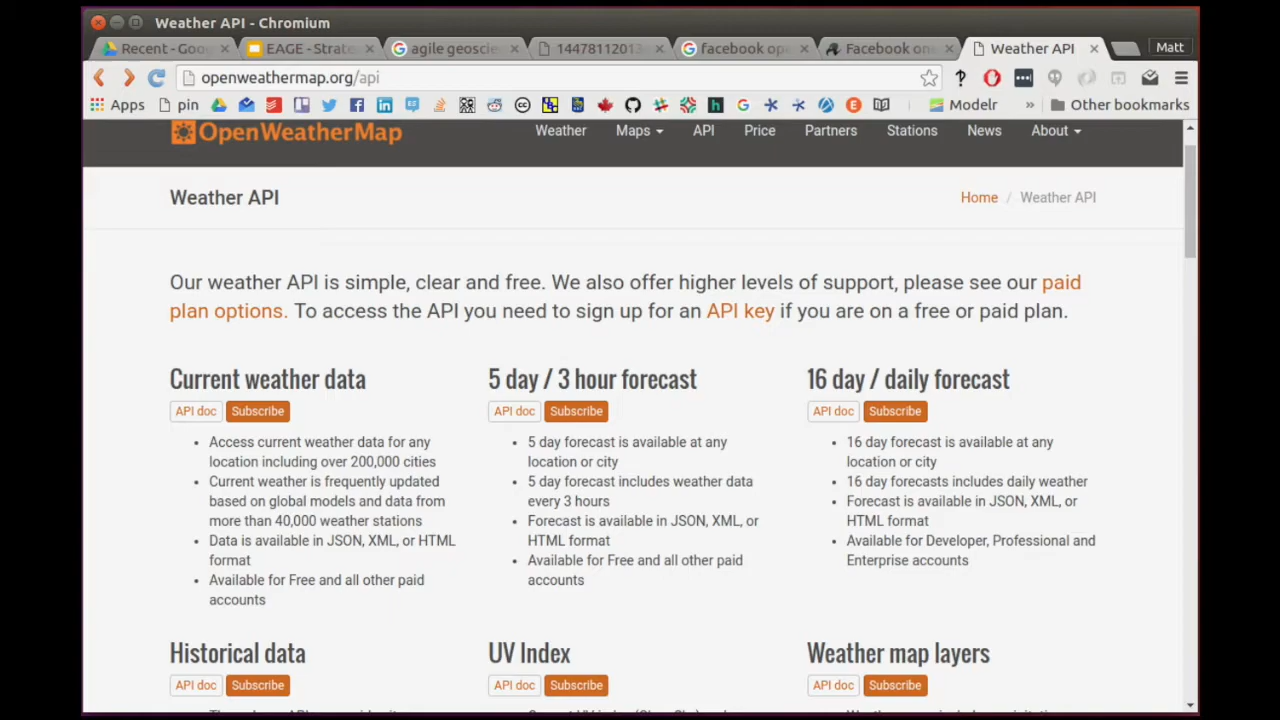 Weather API - Chromium
Recent - Goo
EAGE - Strate
agile geoscie
1447811201
facebook ope
Facebook on
Weather API
Matt
openweathermap.org/api
Apps
pin
Modelr
» Other bookmarks
OpenWeatherMap
Weather Maps API Price Partners Stations News About
Weather API
Home / Weather API
Our weather API is simple, clear and free. We also offer higher levels of support, please see our paid
plan options. To access the API you need to sign up for an API key if you are on a free or paid plan.
Current weather data
API doc Subscribe
• Access current weather data for any
location including over 200,000 cities
• Current weather is frequently updated
based on global models and data from
more than 40,000 weather stations
• Data is available in JSON, XML, or HTML
format
• Available for Free and all other paid
accounts
5 day / 3 hour forecast
API doc Subscribe
• 5 day forecast is available at any
location or city
• 5 day forecast includes weather data
every 3 hours
• Forecast is available in JSON, XML, or
HTML format
• Available for Free and all other paid
accounts
16 day / daily forecast
API doc Subscribe
• 16 day forecast is available at any
location or city
• 16 day forecasts includes daily weather
• Forecast is available in JSON, XML, or
HTML format
• Available for Developer, Professional and
Enterprise accounts
Historical data
API doc Subscribe
UV Index
API doc Subscribe
Weather map layers
API doc Subscribe